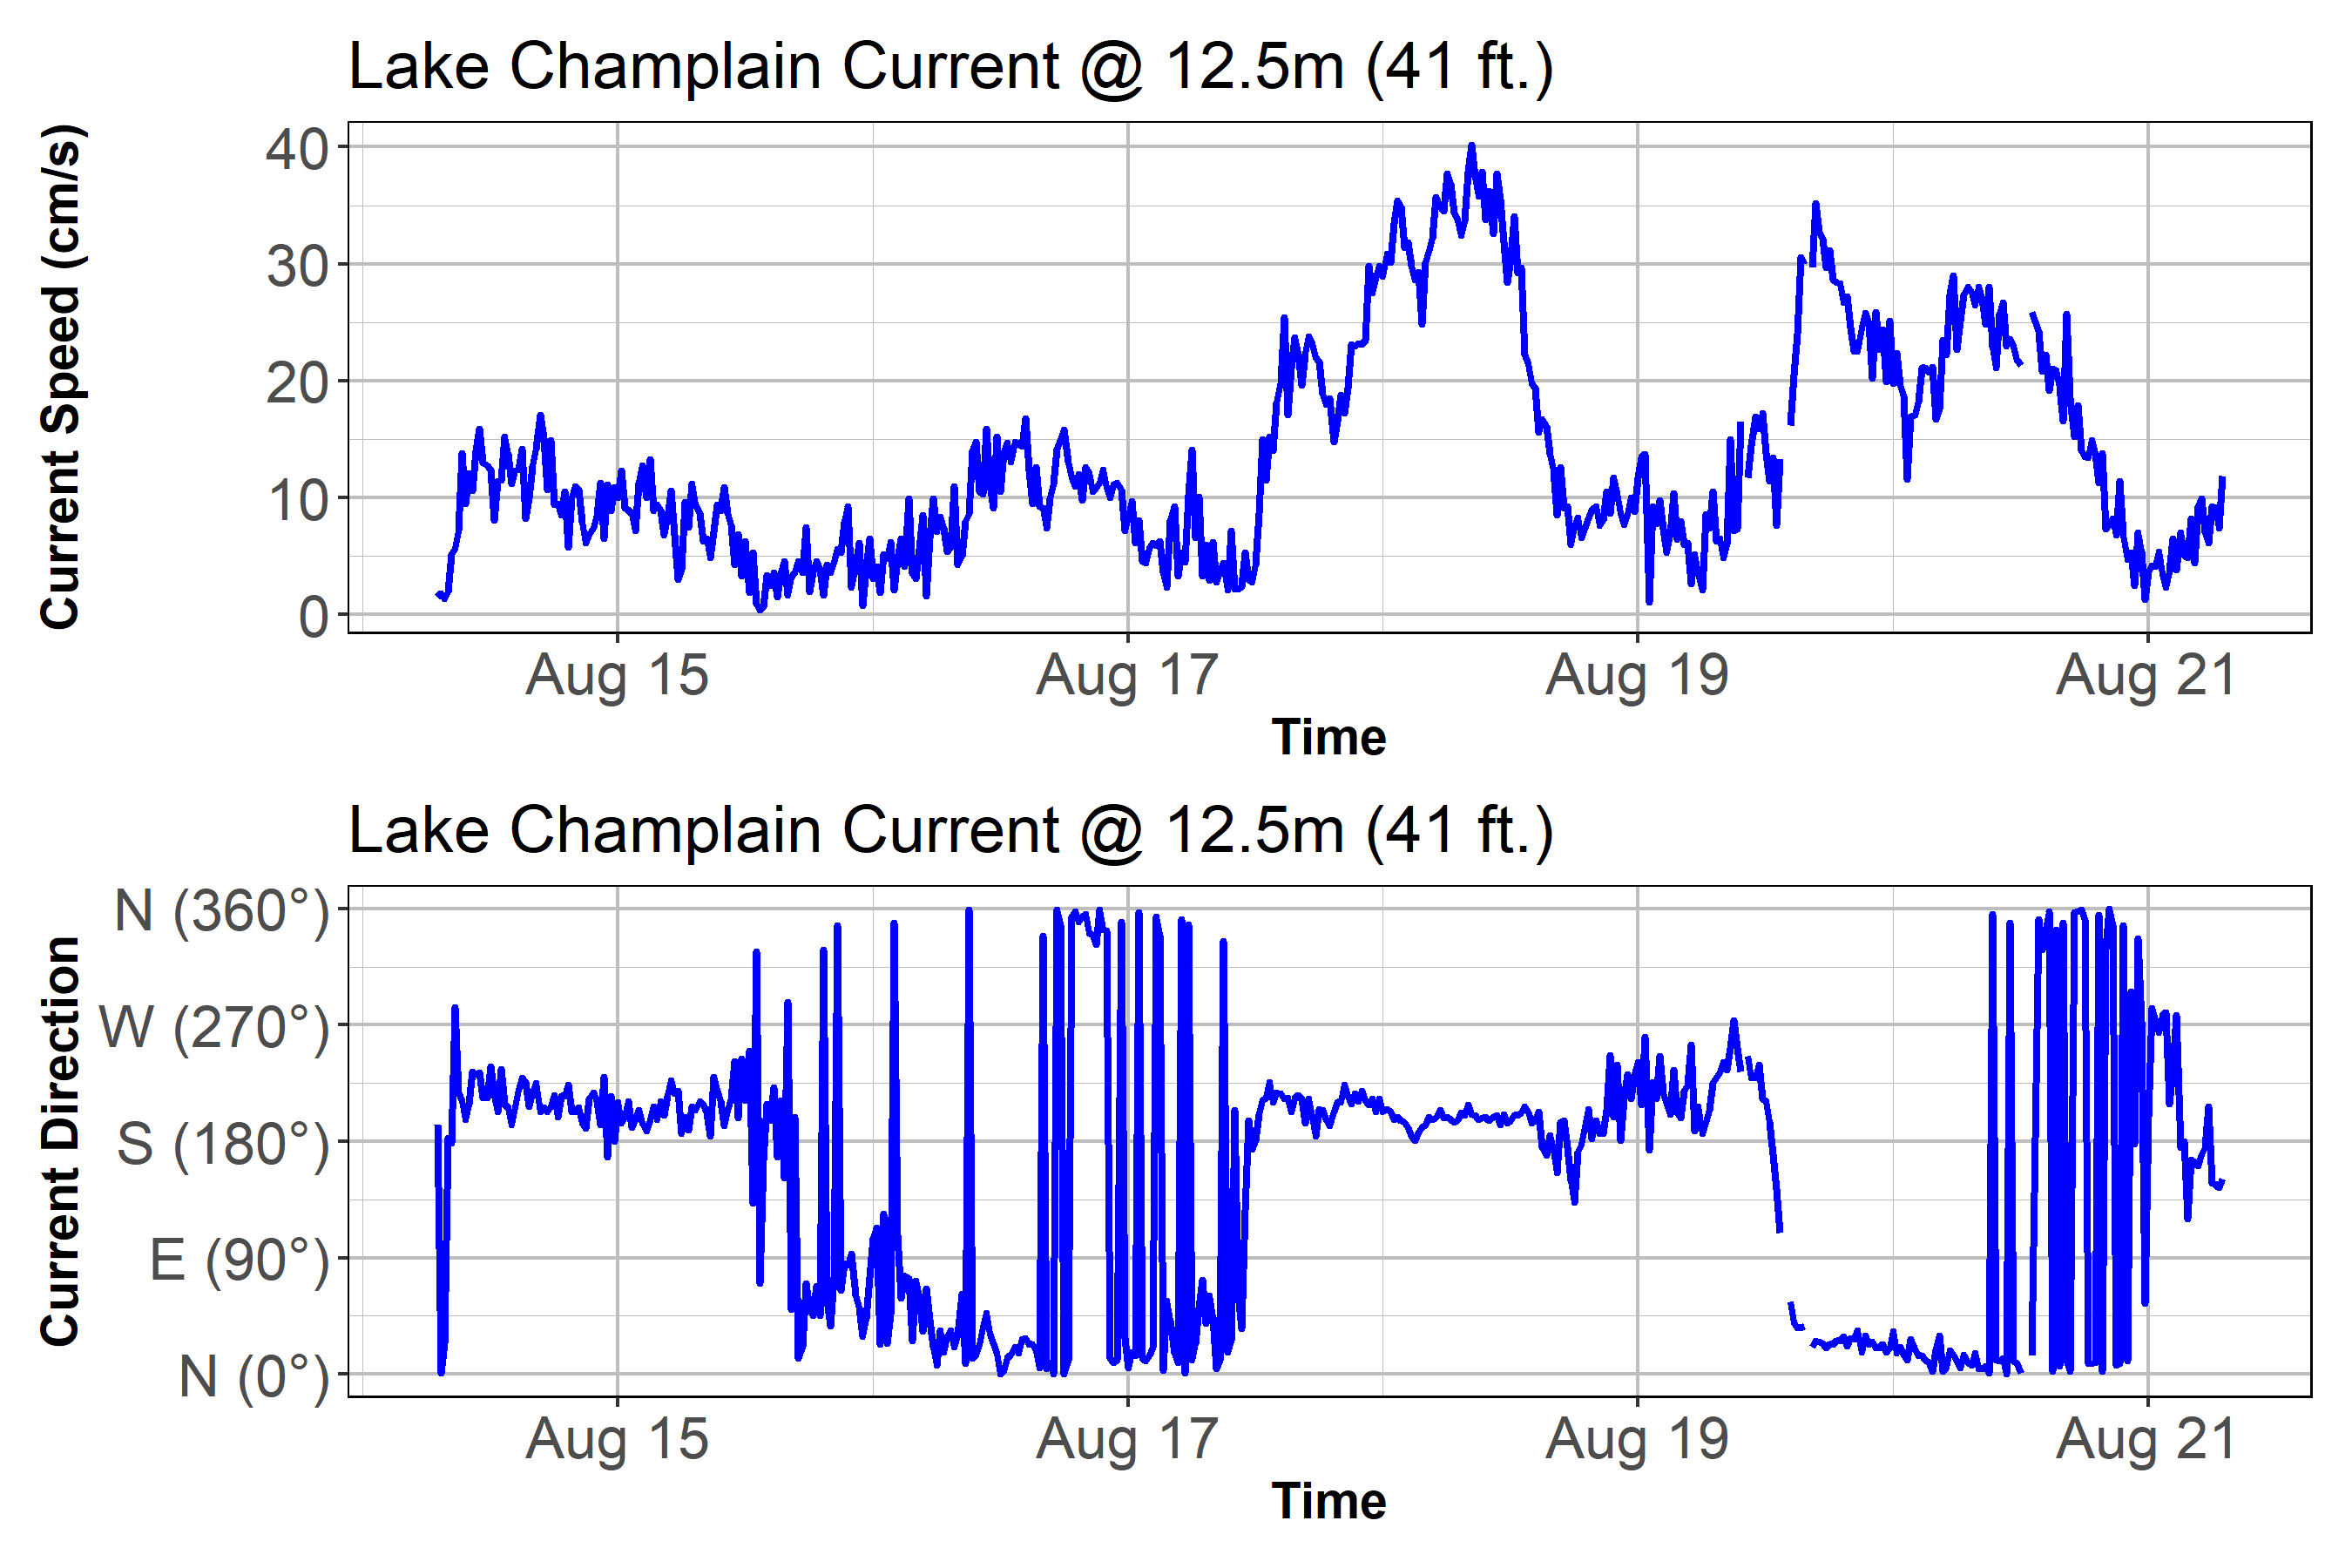 Lake Champlain Current @ 12.5m (41 ft.)
Current Speed (cm/s)
40
30
20
10
0
Aug 15 Aug 17 Aug 19 Aug 21
Time
Lake Champlain Current @ 12.5m (41 ft.)
Current Direction
N (360°)
W (270°)
S (180°)
E (90°)
N (0°)
Aug 15 Aug 17 Aug 19 Aug 21
Time